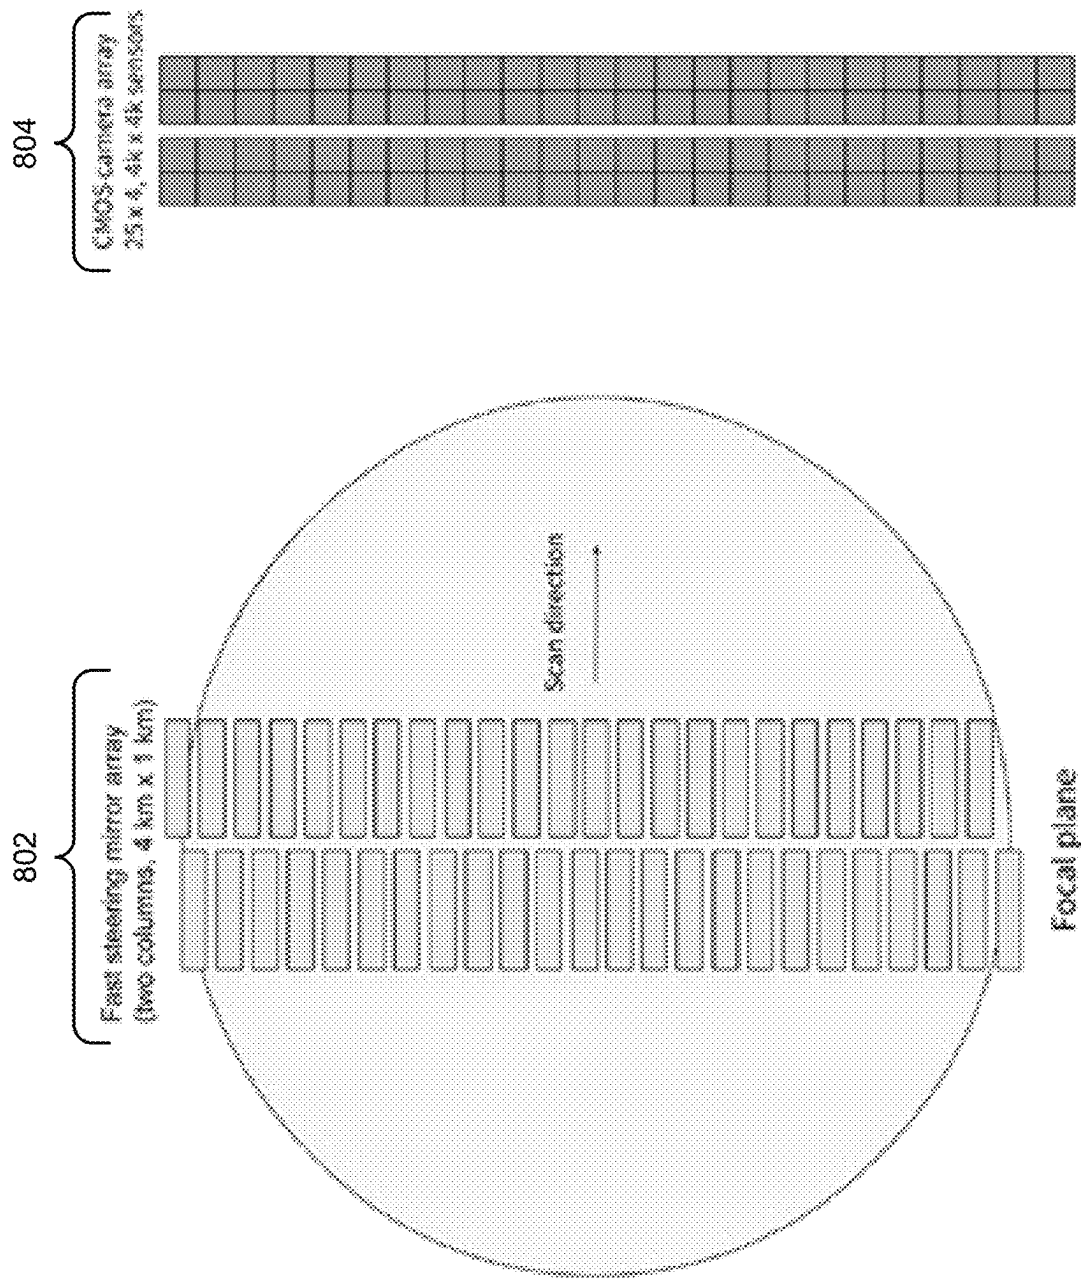 802
Fast steering mirror array
(two columns, 4 km x 1 km)
Scan direction
Focal plane
804
CMOS camera array
25 x 4, 4k x 4k sensors